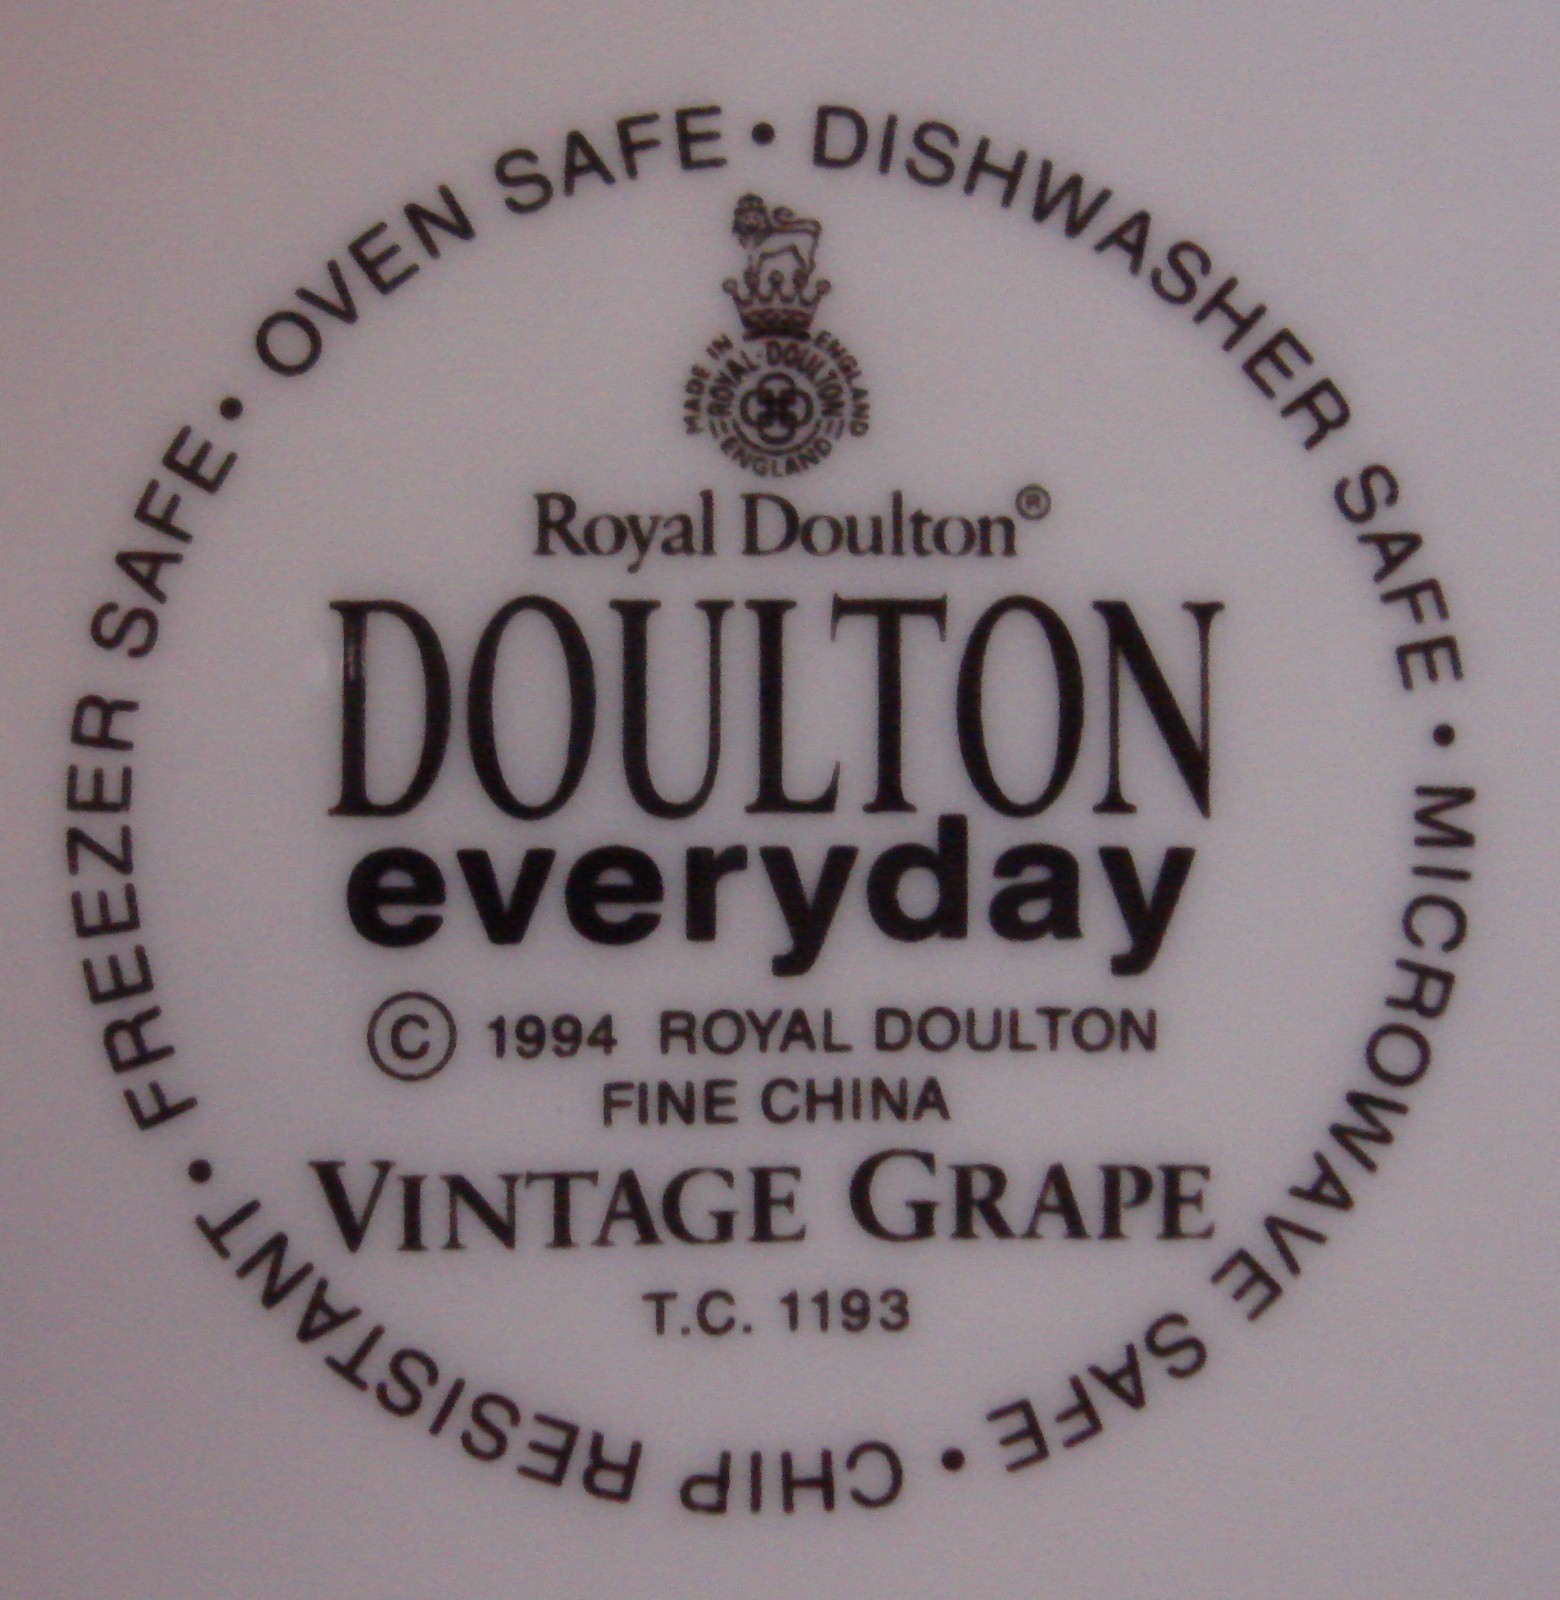 OVEN SAFE • DISHWASHER SAFE • MICROWAVE SAFE • CHIP RESISTANT • FREEZER SAFE •
MADE IN ENGLAND
ROYAL • DOULTON
ENGLAND
Royal Doulton®
DOULTON
everyday
© 1994 ROYAL DOULTON
FINE CHINA
VINTAGE GRAPE
T.C. 1193